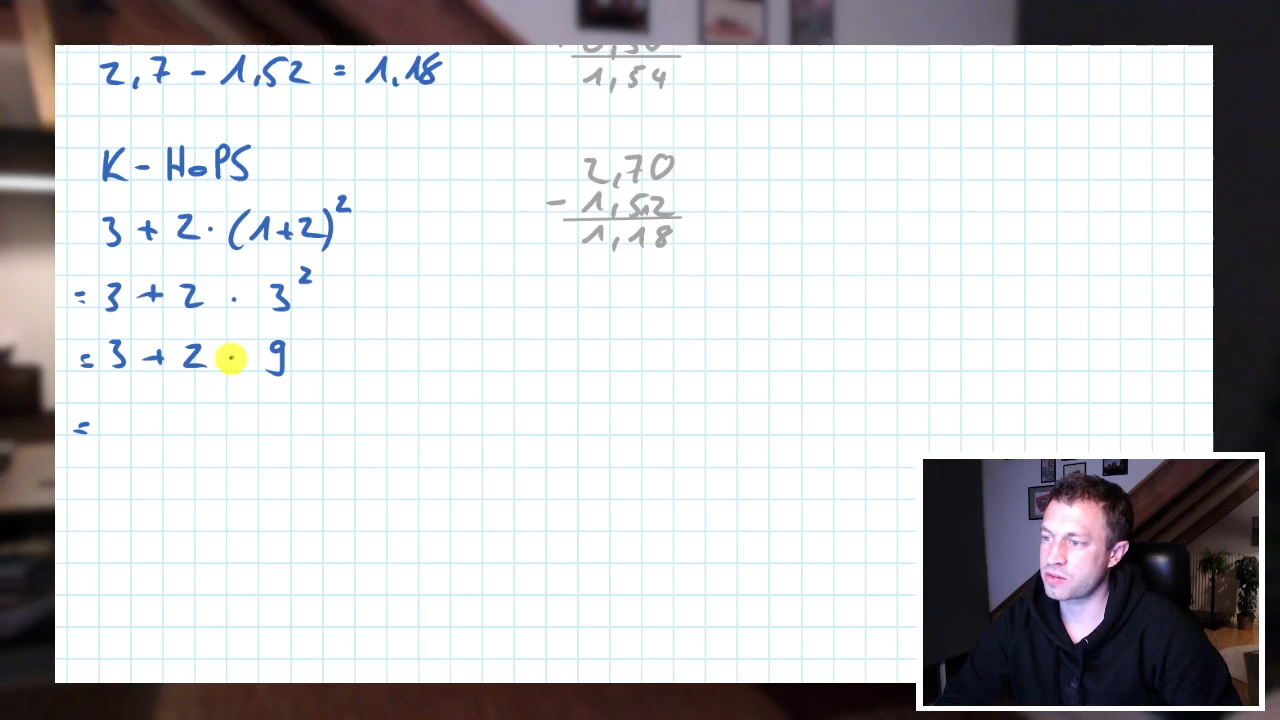 2,7 - 1,52 = 1,18
K-HoPS
3 + 2 · (1+2)²
= 3 + 2 · 3²
= 3 + 2 · 9
=
1,54
2,70
- 1,52
1,18